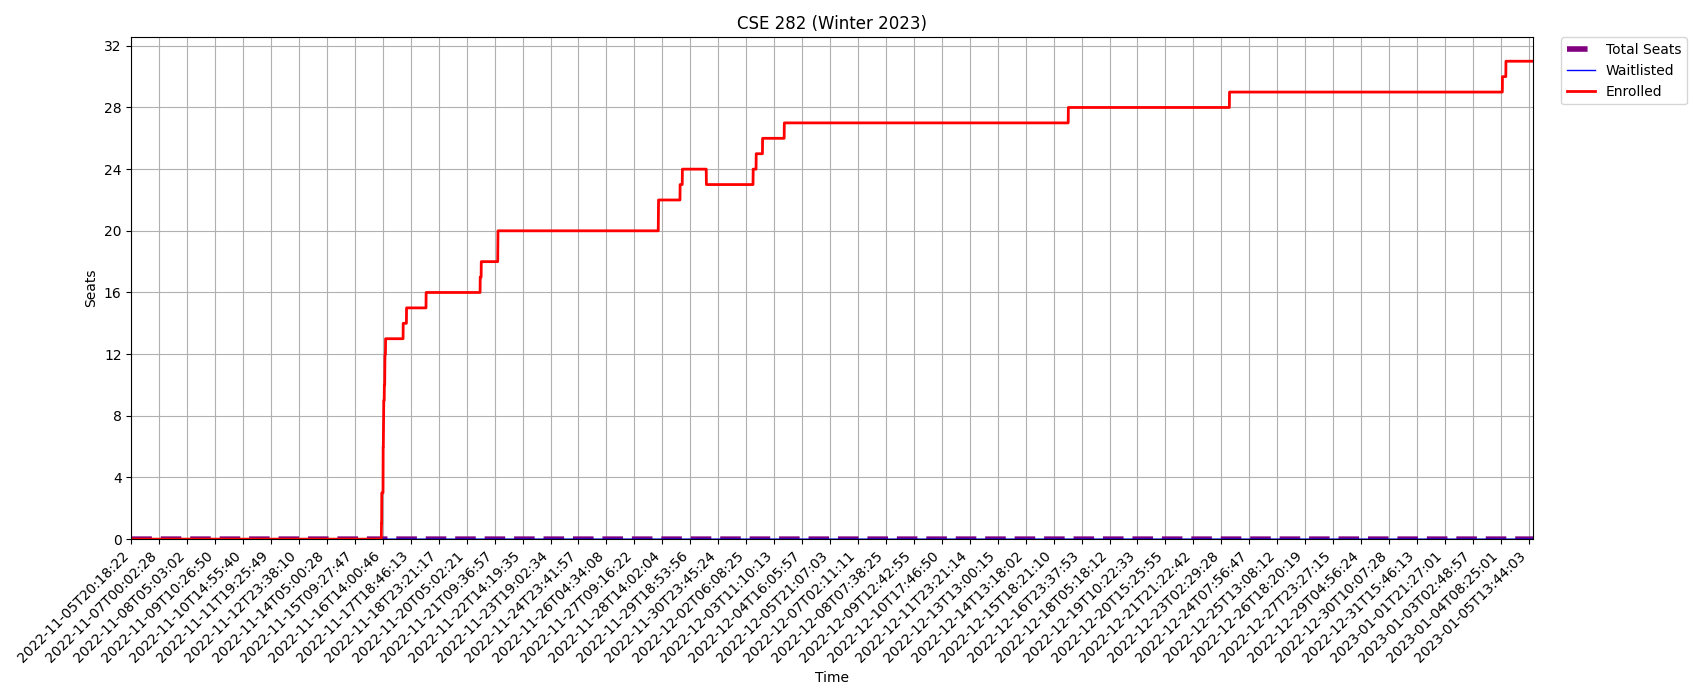 CSE 282 (Winter 2023)
Total Seats
Waitlisted
Enrolled
Seats
32
28
24
20
16
12
8
4
0
2022-11-05T20:18:22
2022-11-07T00:02:28
2022-11-08T05:03:02
2022-11-09T10:26:50
2022-11-10T14:55:40
2022-11-11T19:25:49
2022-11-12T23:38:10
2022-11-14T05:00:28
2022-11-15T09:27:47
2022-11-16T14:00:46
2022-11-17T18:46:13
2022-11-18T23:21:17
2022-11-20T05:02:21
2022-11-21T09:36:57
2022-11-22T14:19:35
2022-11-23T19:02:34
2022-11-24T23:41:57
2022-11-26T04:34:08
2022-11-27T09:16:22
2022-11-28T14:02:04
2022-11-29T18:53:56
2022-11-30T23:45:24
2022-12-02T06:08:25
2022-12-03T11:10:13
2022-12-04T16:05:57
2022-12-05T21:07:03
2022-12-07T02:11:11
2022-12-08T07:38:25
2022-12-09T12:42:55
2022-12-10T17:46:50
2022-12-11T23:21:14
2022-12-13T13:00:15
2022-12-14T13:18:02
2022-12-15T18:21:10
2022-12-16T23:37:53
2022-12-18T05:18:12
2022-12-19T10:22:33
2022-12-20T15:25:55
2022-12-21T21:22:42
2022-12-23T02:29:28
2022-12-24T07:56:47
2022-12-25T13:08:12
2022-12-26T18:20:19
2022-12-27T23:27:15
2022-12-29T04:56:24
2022-12-30T10:07:28
2022-12-31T15:46:13
2023-01-01T21:27:01
2023-01-03T02:48:57
2023-01-04T08:25:01
2023-01-05T13:44:03
Time